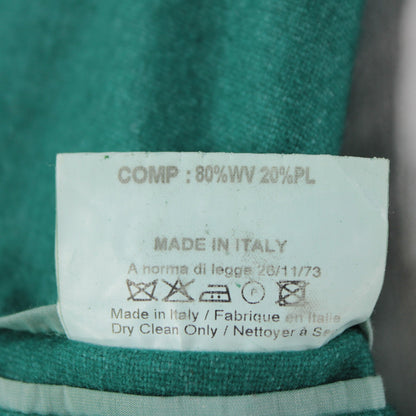 COMP : 80%WV 20%PL
MADE IN ITALY
A norma di legge 26/11/73
P
Made in Italy / Fabrique en Italie
Dry Clean Only / Nettoyer à Sec